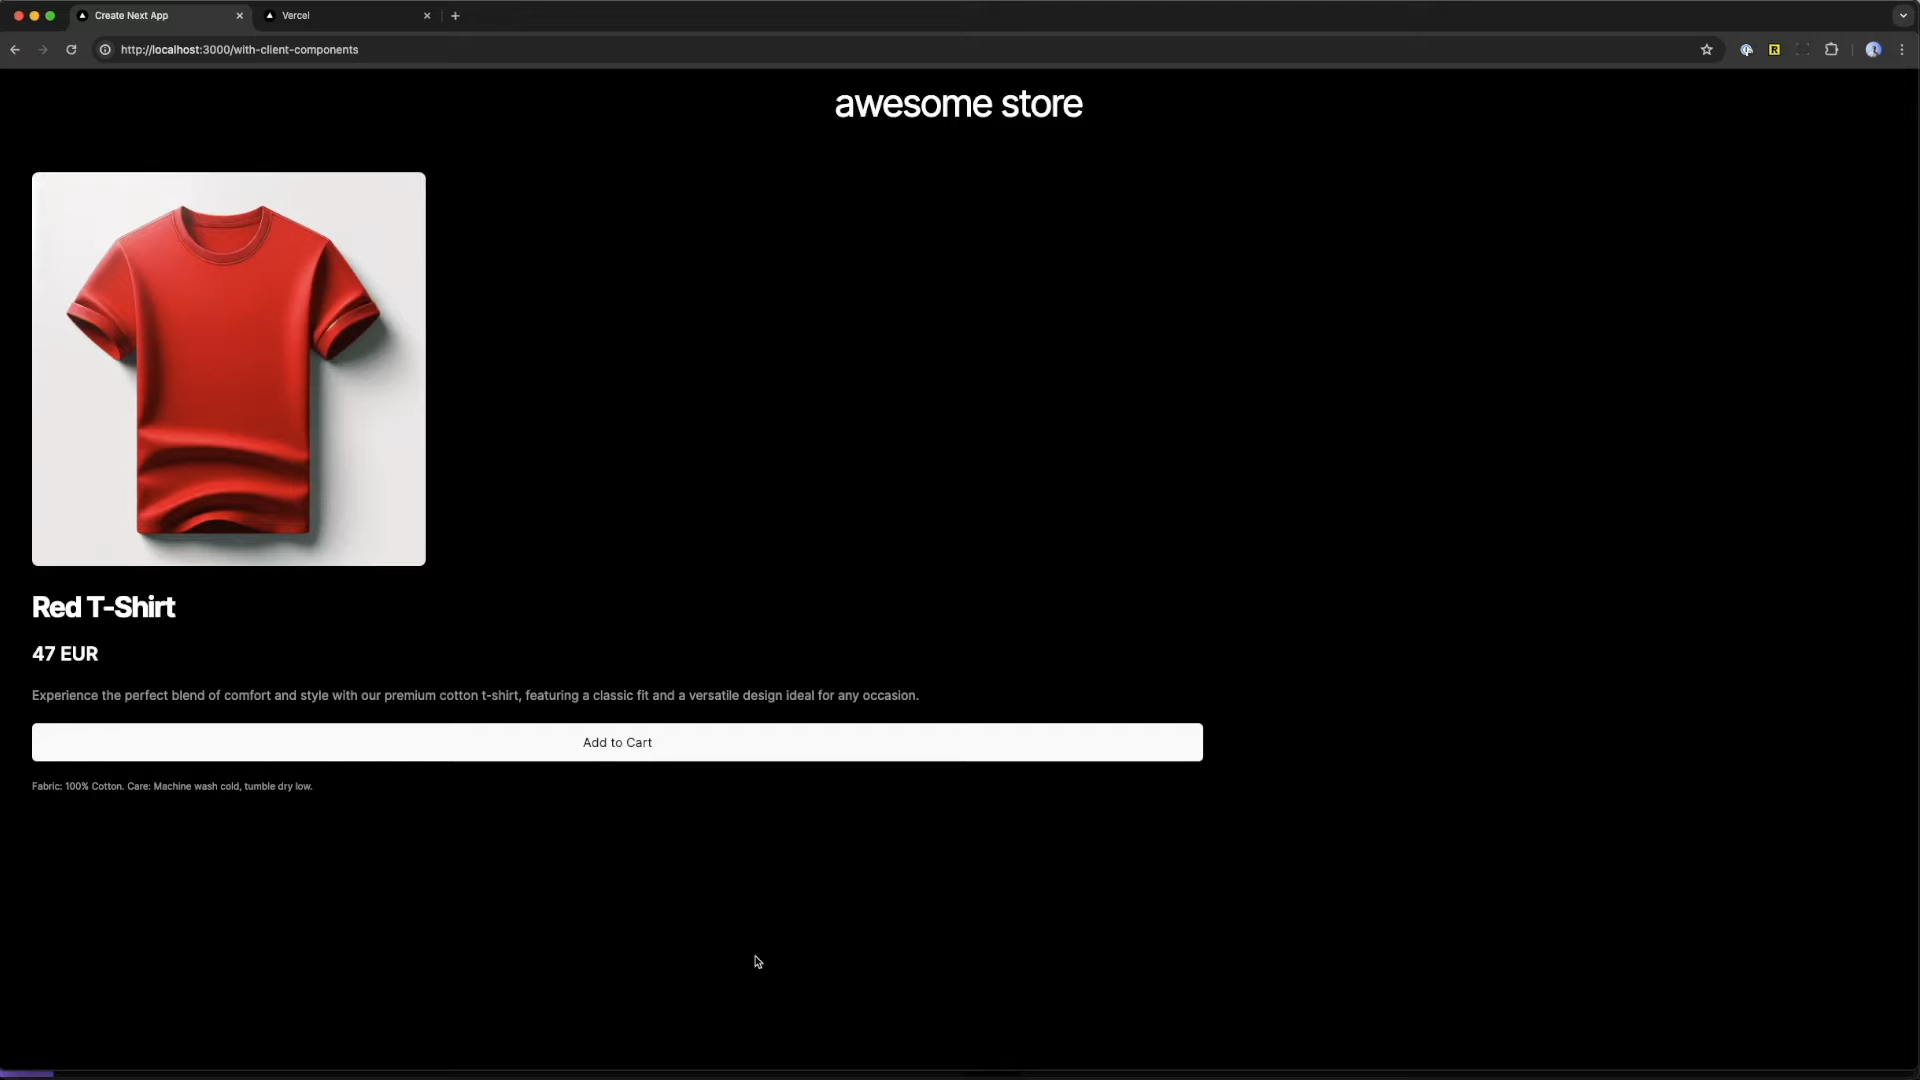 Create Next App
Vercel
http://localhost:3000/with-client-components
R
awesome store
Red T-Shirt
47 EUR
Experience the perfect blend of comfort and style with our premium cotton t-shirt, featuring a classic fit and a versatile design ideal for any occasion.
Add to Cart
Fabric: 100% Cotton. Care: Machine wash cold, tumble dry low.